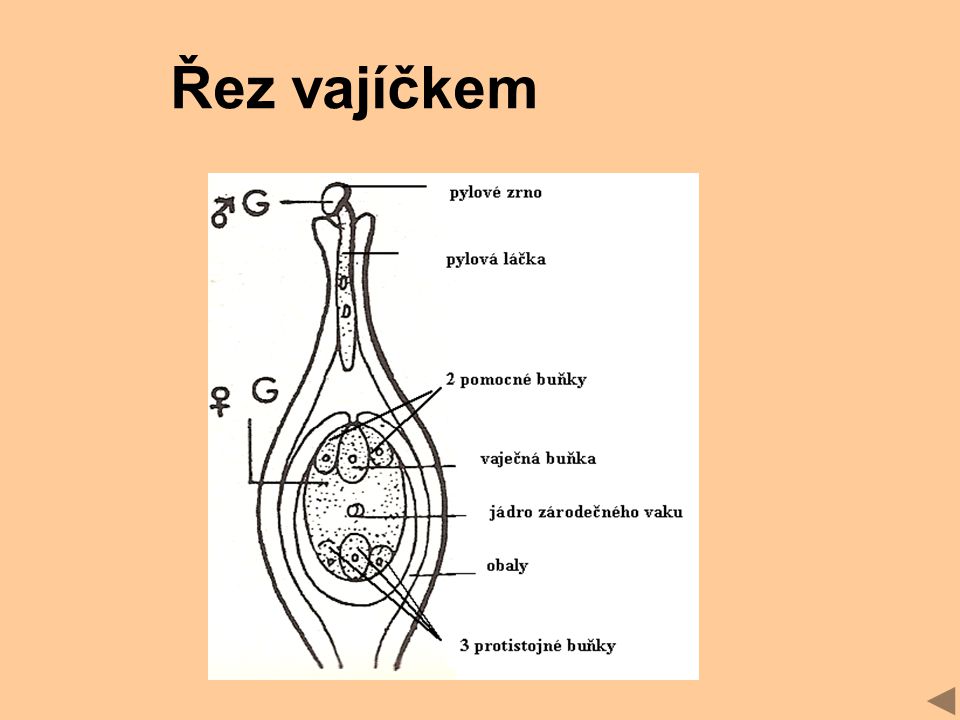 Řez vajíčkem
pylové zrno
♂ G
pylová láčka
2 pomocné buňky
♀ G
vaječná buňka
jádro zárodečného vaku
obaly
3 protistojné buňky